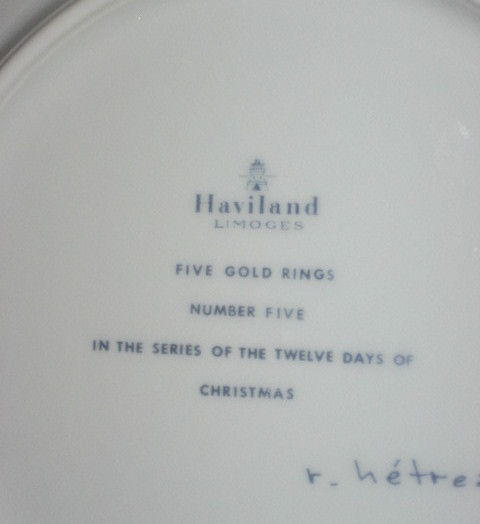 Haviland
LIMOGES
FIVE GOLD RINGS
NUMBER FIVE
IN THE SERIES OF THE TWELVE DAYS OF
CHRISTMAS
r. hétre